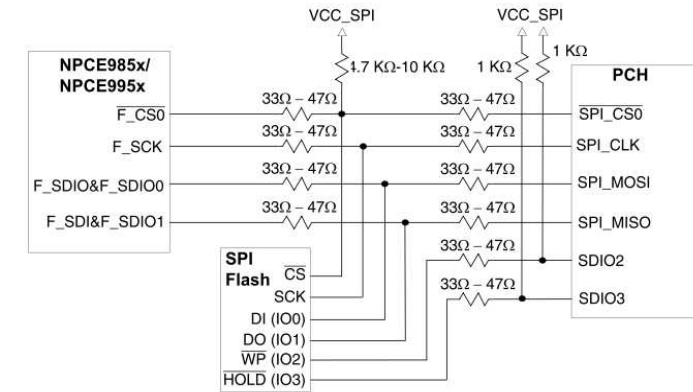 VCC_SPI VCC_SPI
4.7 KΩ-10 KΩ 1 KΩ 1 KΩ
NPCE985x/
NPCE995x
PCH
F_CS0 33Ω – 47Ω 33Ω – 47Ω SPI_CS0
F_SCK 33Ω – 47Ω 33Ω – 47Ω SPI_CLK
F_SDIO&F_SDIO0 33Ω – 47Ω 33Ω – 47Ω SPI_MOSI
F_SDI&F_SDIO1 33Ω – 47Ω 33Ω – 47Ω SPI_MISO
33Ω – 47Ω SDIO2
33Ω – 47Ω SDIO3
SPI
Flash
CS
SCK
DI (IO0)
DO (IO1)
WP (IO2)
HOLD (IO3)